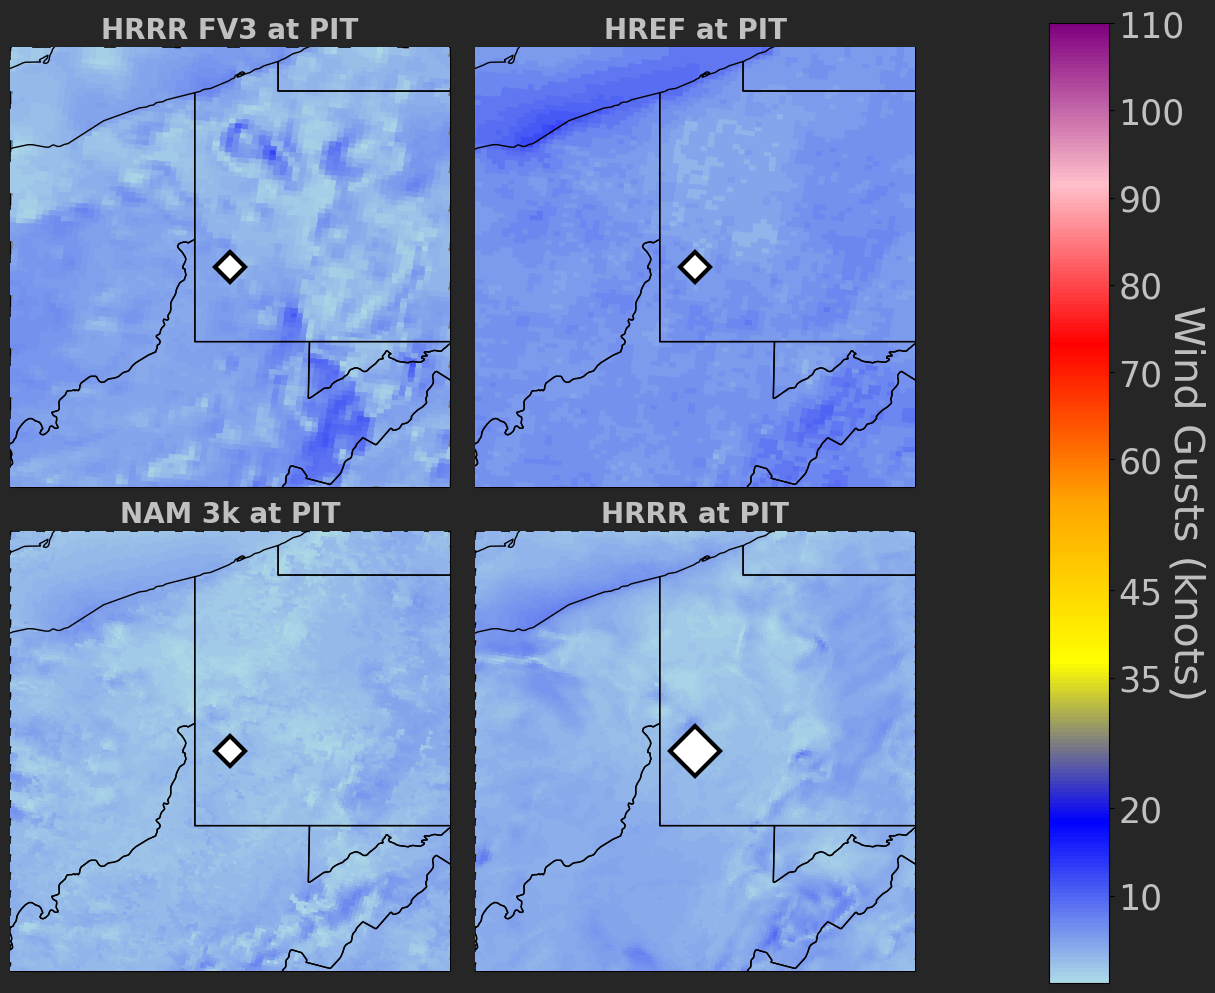 HRRR FV3 at PIT
HREF at PIT
NAM 3k at PIT
HRRR at PIT
110
100
90
80
70
60
45
35
20
10
Wind Gusts (knots)